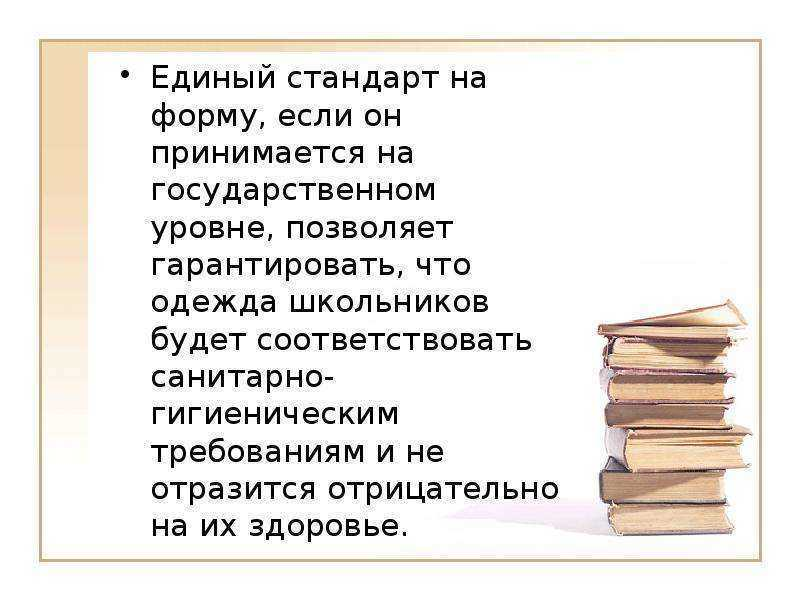 • Единый стандарт на
форму, если он
принимается на
государственном
уровне, позволяет
гарантировать, что
одежда школьников
будет соответствовать
санитарно-
гигиеническим
требованиям и не
отразится отрицательно
на их здоровье.